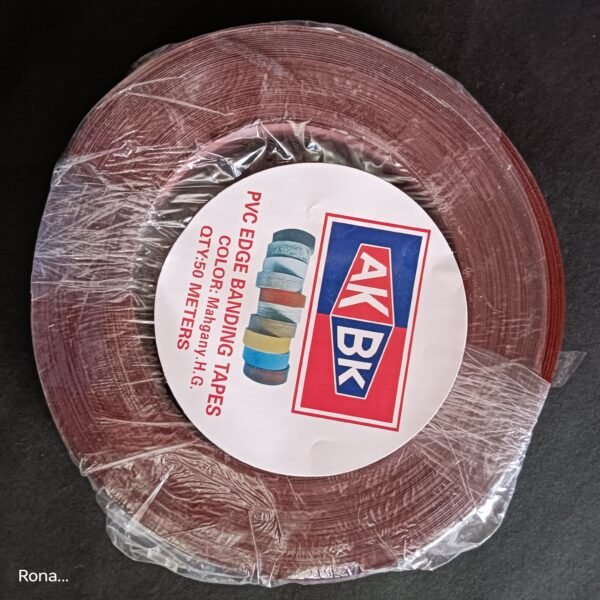 AK
Bk
PVC EDGE BANDING TAPES
COLOR: Mahgany.H.G.
QTY:50 METERS
Rona...